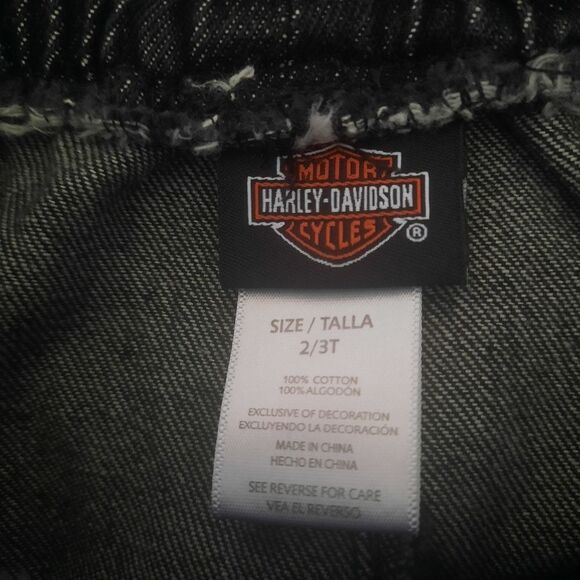 MOTOR
HARLEY-DAVIDSON
CYCLES
®
SIZE / TALLA
2/3T
100% COTTON
100% ALGODÓN
EXCLUSIVE OF DECORATION
EXCLUYENDO LA DECORACIÓN
MADE IN CHINA
HECHO EN CHINA
SEE REVERSE FOR CARE
VEA EL REVERSO